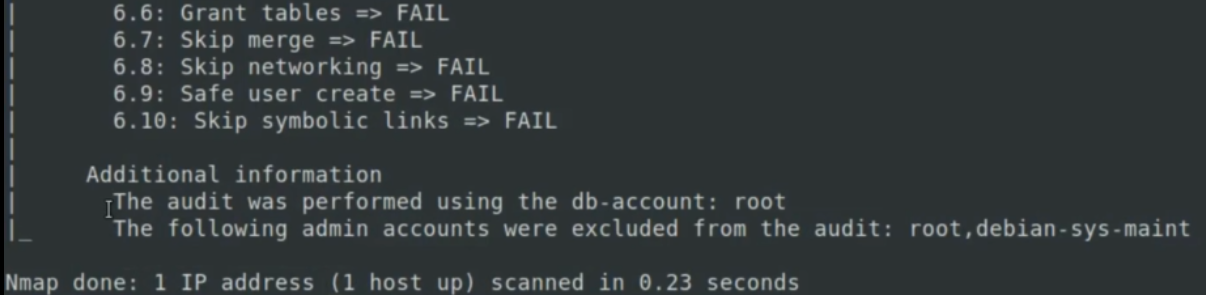 |       6.6: Grant tables => FAIL
|       6.7: Skip merge => FAIL
|       6.8: Skip networking => FAIL
|       6.9: Safe user create => FAIL
|       6.10: Skip symbolic links => FAIL
|
|     Additional information
|       The audit was performed using the db-account: root
|_      The following admin accounts were excluded from the audit: root,debian-sys-maint
Nmap done: 1 IP address (1 host up) scanned in 0.23 seconds